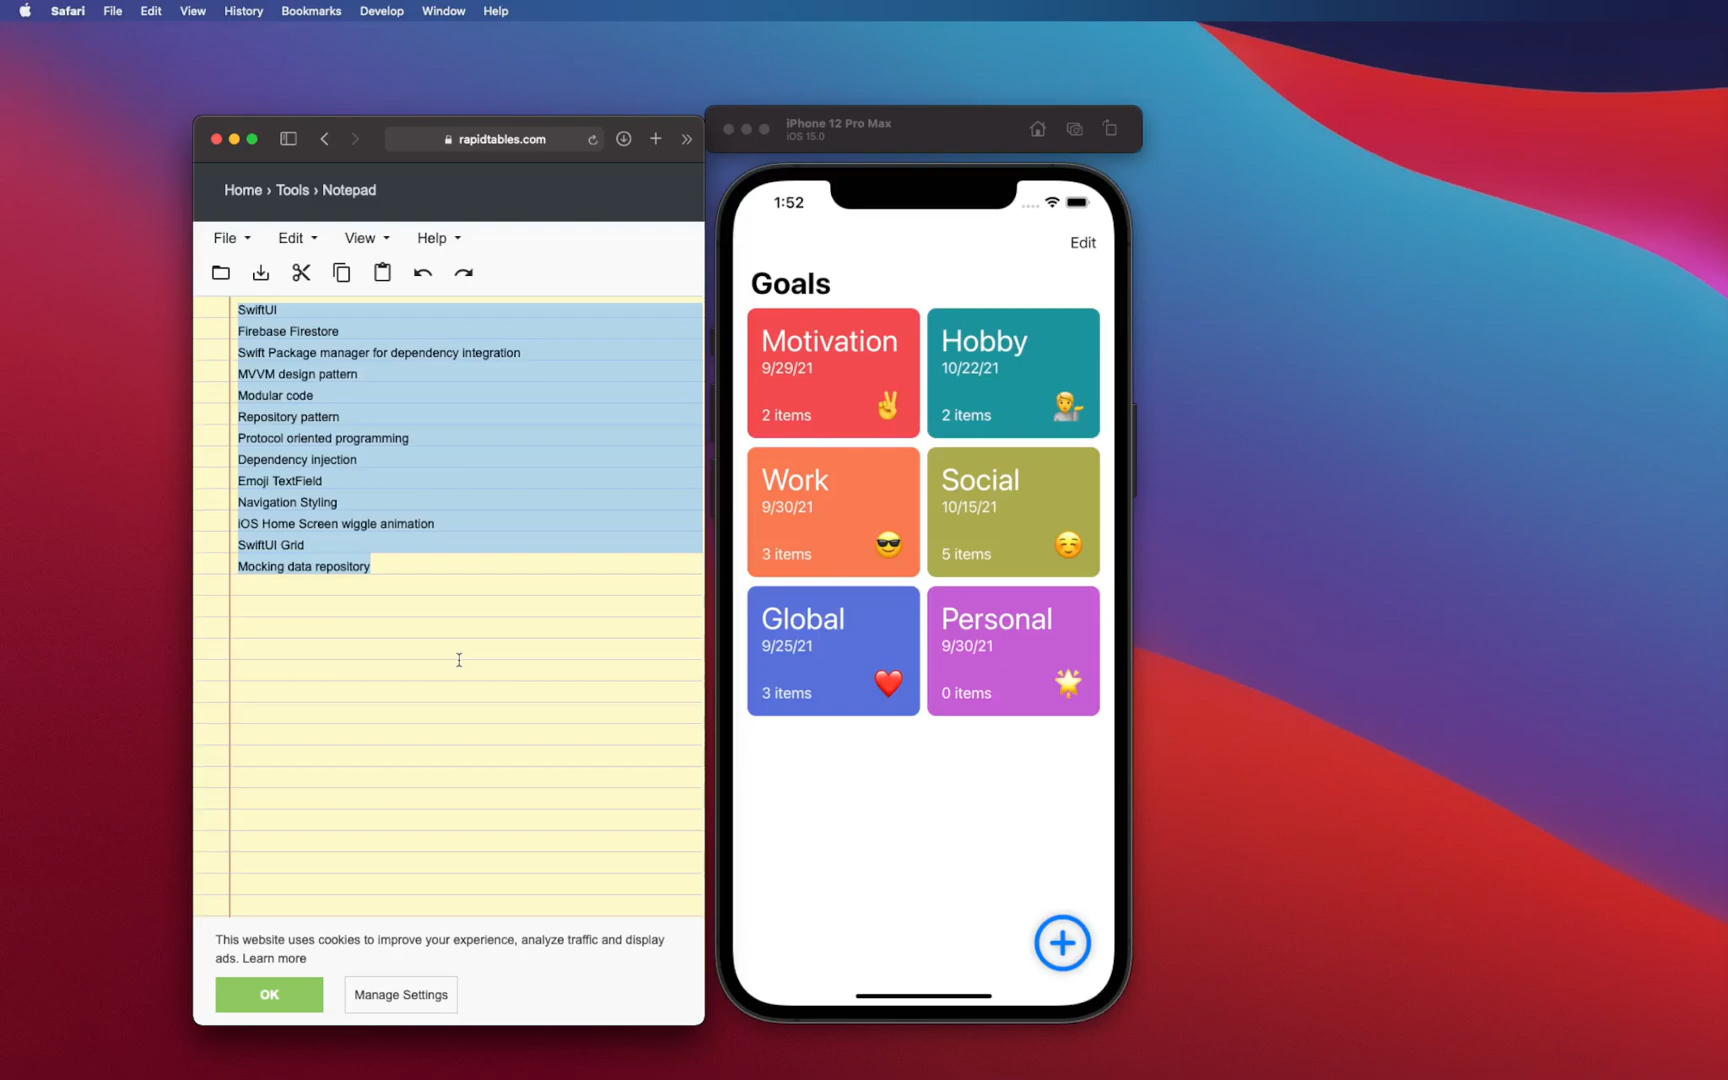 Safari File Edit View History Bookmarks Develop Window Help
rapidtables.com
Home › Tools › Notepad
File Edit View Help
SwiftUI
Firebase Firestore
Swift Package manager for dependency integration
MVVM design pattern
Modular code
Repository pattern
Protocol oriented programming
Dependency injection
Emoji TextField
Navigation Styling
iOS Home Screen wiggle animation
SwiftUI Grid
Mocking data repository
This website uses cookies to improve your experience, analyze traffic and display
ads. Learn more
OK Manage Settings
iPhone 12 Pro Max
iOS 15.0
1:52
Edit
Goals
Motivation
9/29/21
2 items
Hobby
10/22/21
2 items
Work
9/30/21
3 items
Social
10/15/21
5 items
Global
9/25/21
3 items
Personal
9/30/21
0 items